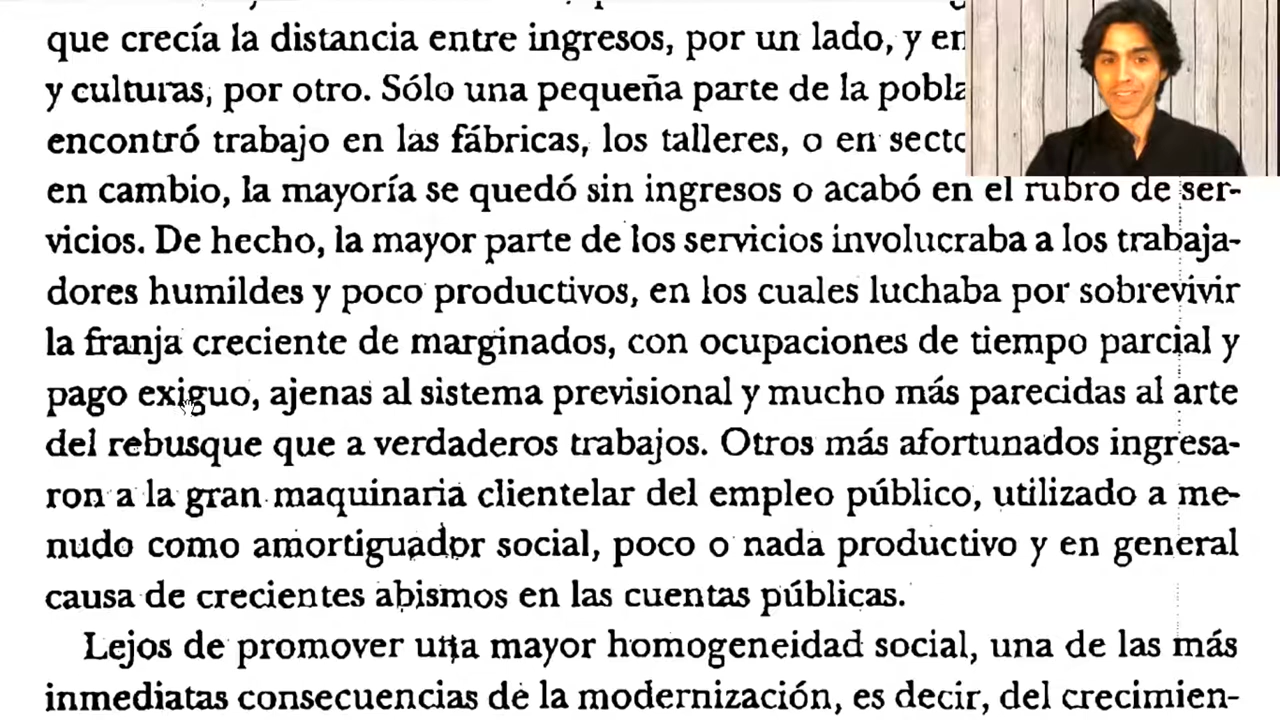 que crecía la distancia entre ingresos, por un lado, y
y culturas, por otro. Sólo una pequeña parte de la
encontró trabajo en las fábricas, los talleres, o en
en cambio, la mayoría se quedó sin ingresos o acabó en el rubro de ser-
vicios. De hecho, la mayor parte de los servicios involucraba a los trabaja-
dores humildes y poco productivos, en los cuales luchaba por sobrevivir
la franja creciente de marginados, con ocupaciones de tiempo parcial y
pago exiguo, ajenas al sistema previsional y mucho más parecidas al arte
del rebusque que a verdaderos trabajos. Otros más afortunados ingresa-
ron a la gran maquinaria clientelar del empleo público, utilizado a me-
nudo como amortiguador social, poco o nada productivo y en general
causa de crecientes abismos en las cuentas públicas.
Lejos de promover una mayor homogeneidad social, una de las más
inmediatas consecuencias de la modernización, es decir, del crecimien-